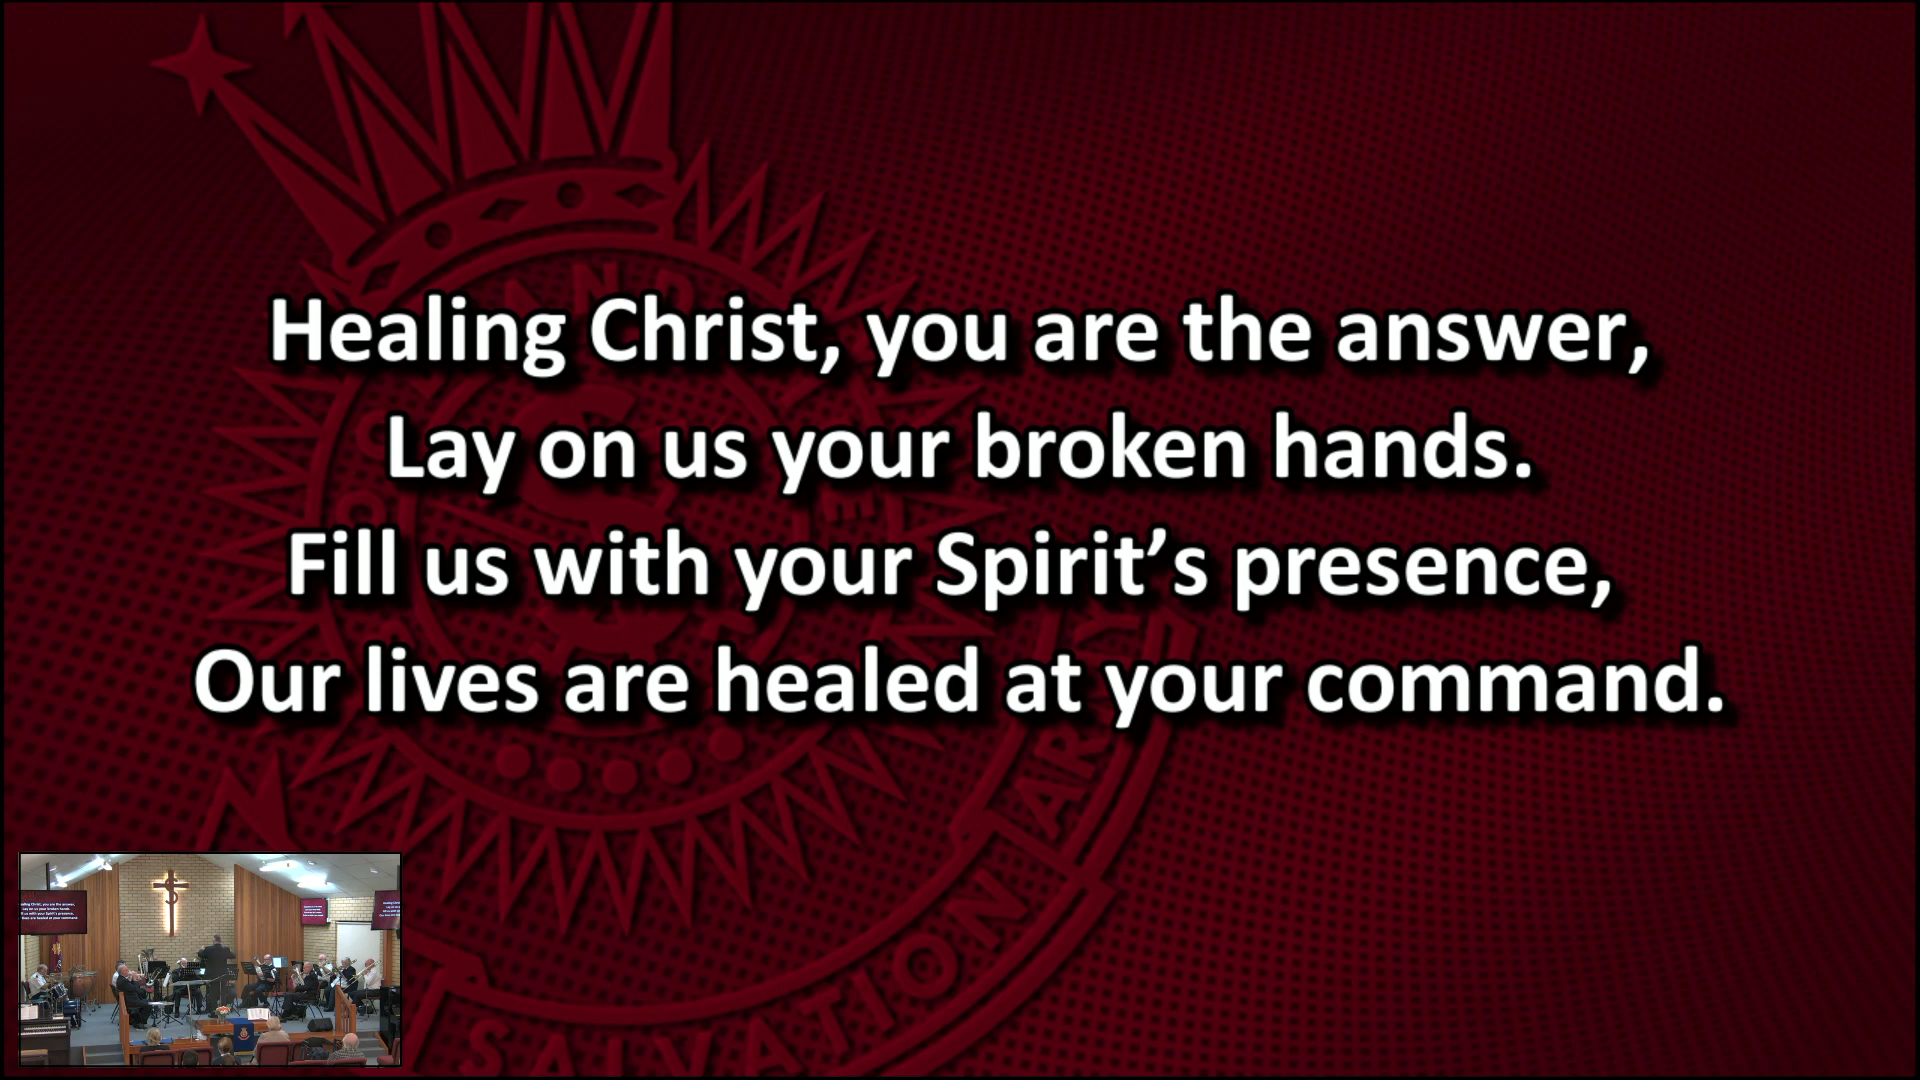 Healing Christ, you are the answer,
Lay on us your broken hands.
Fill us with your Spirit’s presence,
Our lives are healed at your command.
SALVATION ARMY